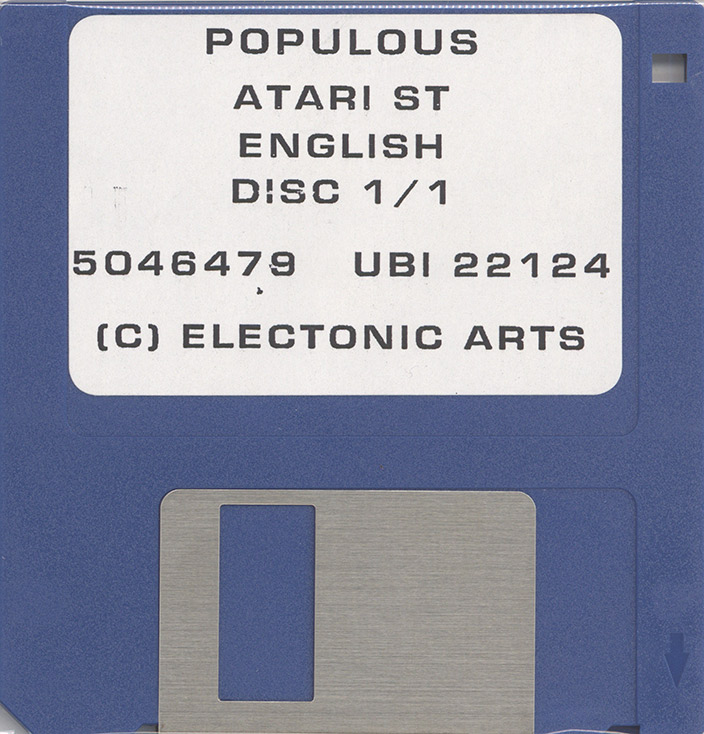 POPULOUS
ATARI ST
ENGLISH
DISC 1/1
5046479 UBI 22124
(C) ELECTONIC ARTS